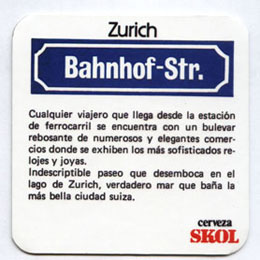 Zurich
Bahnhof-Str.
Cualquier viajero que llega desde la estación
de ferrocarril se encuentra con un bulevar
rebosante de numerosos y elegantes comer-
cios donde se exhiben los más sofisticados re-
lojes y joyas.
Indescriptible paseo que desemboca en el
lago de Zurich, verdadero mar que baña la
más bella ciudad suiza.
cerveza
SKOL